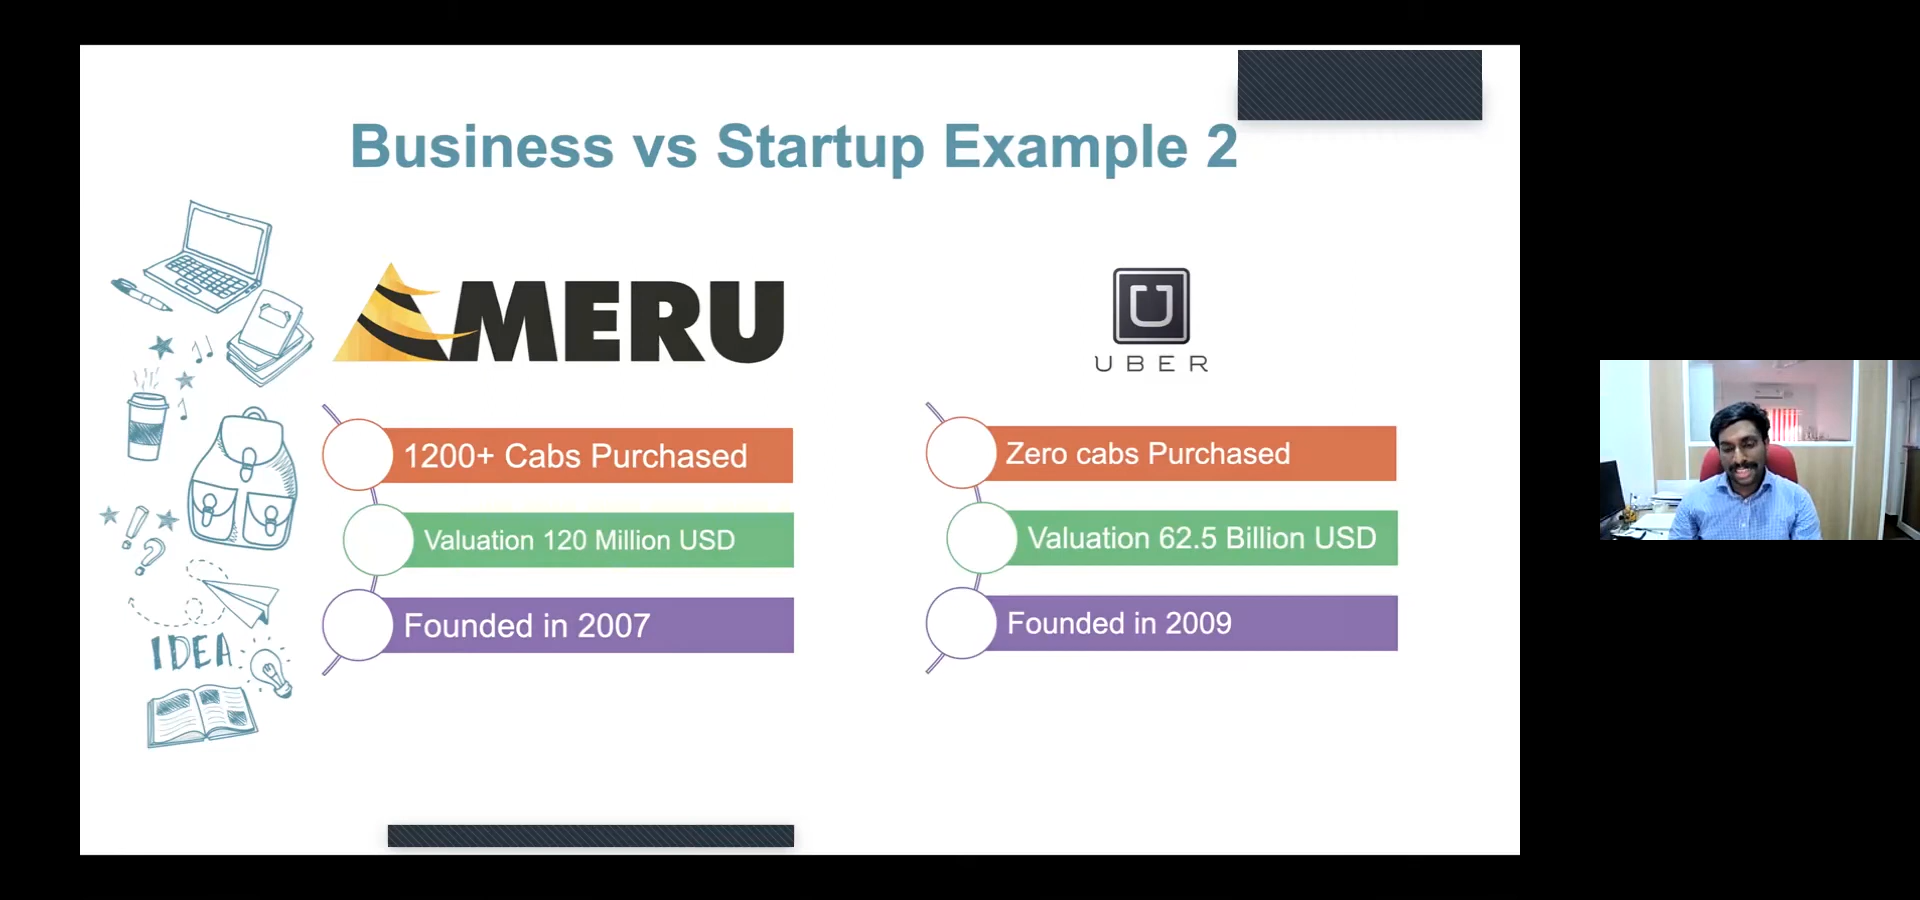 Business vs Startup Example 2
MERU
1200+ Cabs Purchased
Valuation 120 Million USD
Founded in 2007
UBER
Zero cabs Purchased
Valuation 62.5 Billion USD
Founded in 2009
IDEA